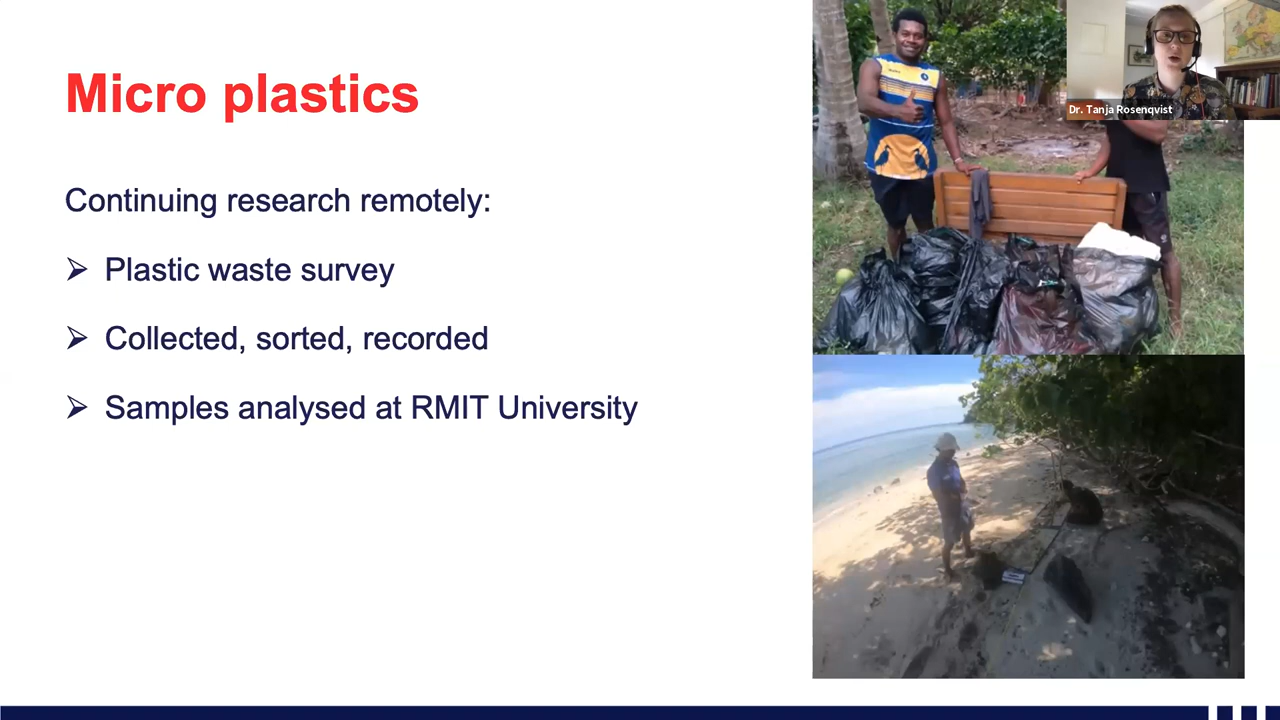 Micro plastics
Continuing research remotely:
➢ Plastic waste survey
➢ Collected, sorted, recorded
➢ Samples analysed at RMIT University
Dr. Tanja Rosenqvist